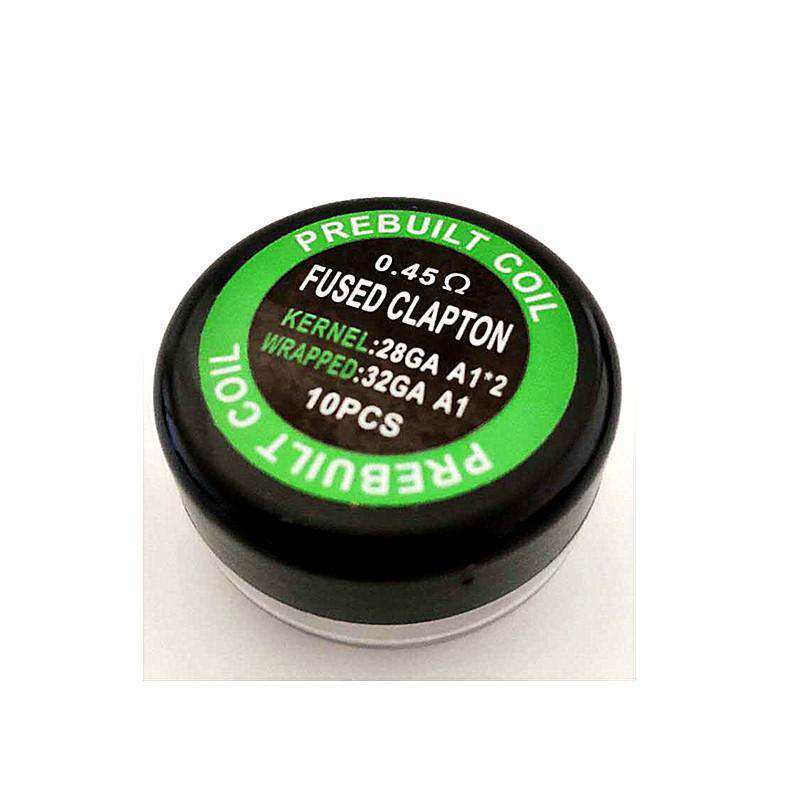 PREBUILT COIL
0.45Ω
FUSED CLAPTON
KERNEL:28GA A1*2
WRAPPED:32GA A1
10PCS
PREBUILT COIL